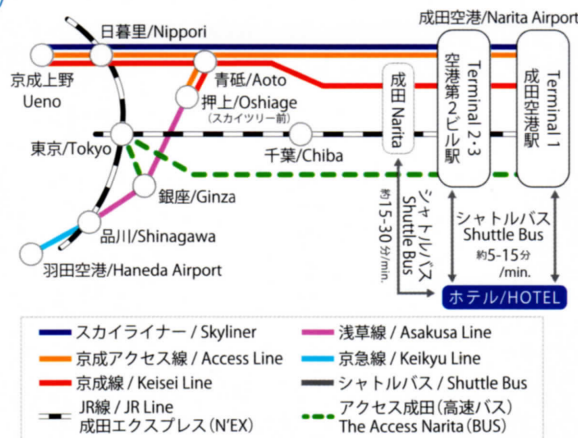 成田空港/Narita Airport
日暮里/Nippori
京成上野
Ueno
青砥/Aoto
押上/Oshiage
(スカイツリー前)
成田 Narita
Terminal 2・3
空港第2ビル駅
Terminal 1
成田空港駅
東京/Tokyo
千葉/Chiba
銀座/Ginza
品川/Shinagawa
羽田空港/Haneda Airport
シャトルバス
Shuttle Bus
約15-30分/min.
シャトルバス
Shuttle Bus
約5-15分
/min.
ホテル/HOTEL
スカイライナー / Skyliner
京成アクセス線 / Access Line
京成線 / Keisei Line
JR線 / JR Line
成田エクスプレス(N'EX)
浅草線 / Asakusa Line
京急線 / Keikyu Line
シャトルバス / Shuttle Bus
アクセス成田(高速バス)
The Access Narita(BUS)